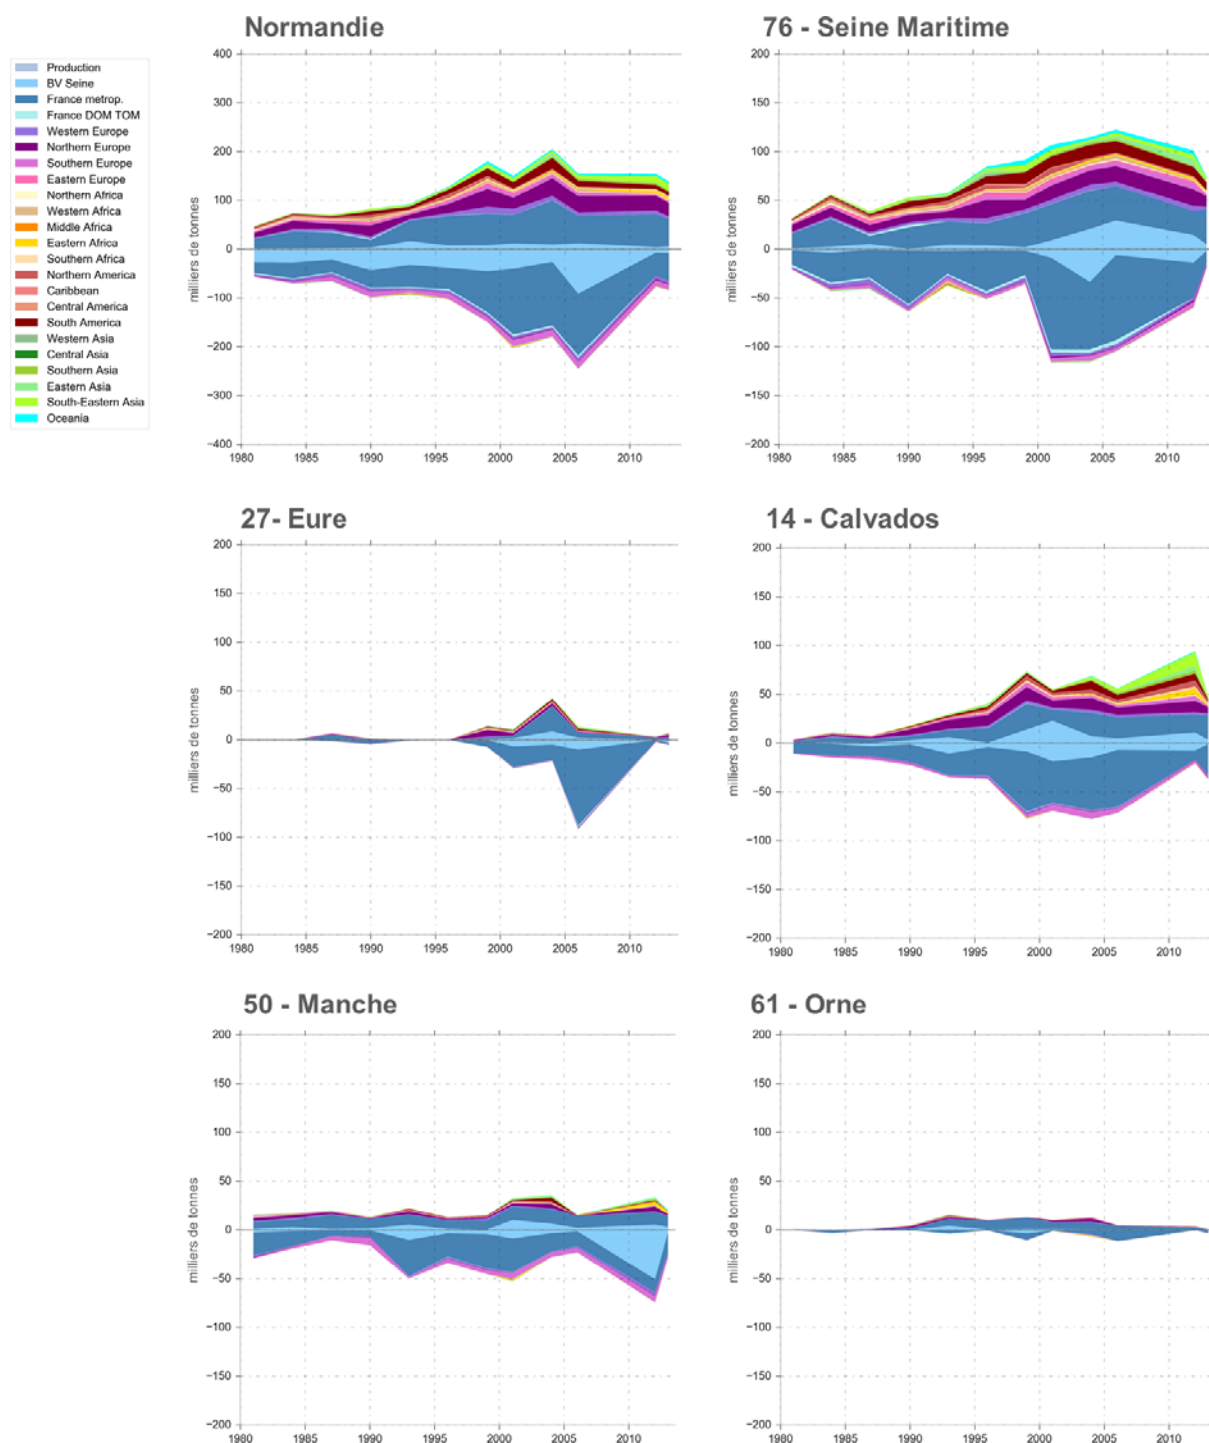 Normandie
76 - Seine Maritime
Production
BV Seine
France metrop.
France DOM TOM
Western Europe
Northern Europe
Southern Europe
Eastern Europe
Northern Africa
Western Africa
Middle Africa
Eastern Africa
Southern Africa
Northern America
Caribbean
Central America
South America
Western Asia
Central Asia
Southern Asia
Eastern Asia
South-Eastern Asia
Oceania
milliers de tonnes
400
300
200
100
0
−100
−200
−300
−400
1980 1985 1990 1995 2000 2005 2010
milliers de tonnes
200
150
100
50
0
−50
−100
−150
−200
1980 1985 1990 1995 2000 2005 2010
27- Eure
14 - Calvados
milliers de tonnes
200
150
100
50
0
−50
−100
−150
−200
1980 1985 1990 1995 2000 2005 2010
milliers de tonnes
200
150
100
50
0
−50
−100
−150
−200
1980 1985 1990 1995 2000 2005 2010
50 - Manche
61 - Orne
milliers de tonnes
200
150
100
50
0
−50
−100
−150
−200
1980 1985 1990 1995 2000 2005 2010
milliers de tonnes
200
150
100
50
0
−50
−100
−150
−200
1980 1985 1990 1995 2000 2005 2010